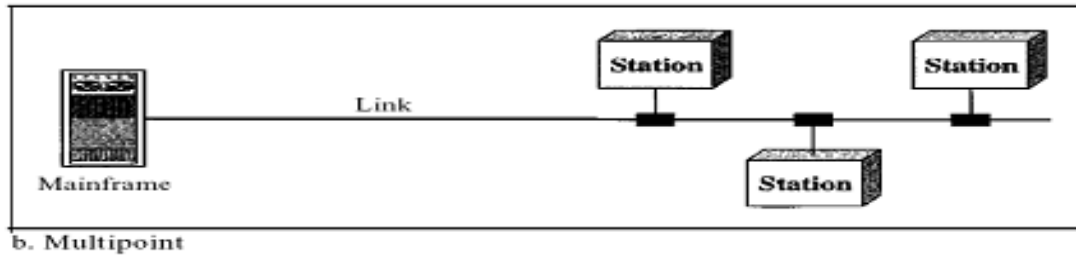 Station
Station
Link
Mainframe
Station
b. Multipoint